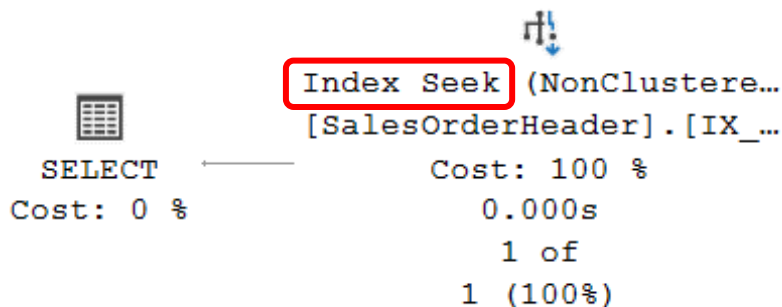 Index Seek (NonClustere…
[SalesOrderHeader].[IX_…
SELECT
Cost: 100 %
Cost: 0 %
0.000s
1 of
1 (100%)